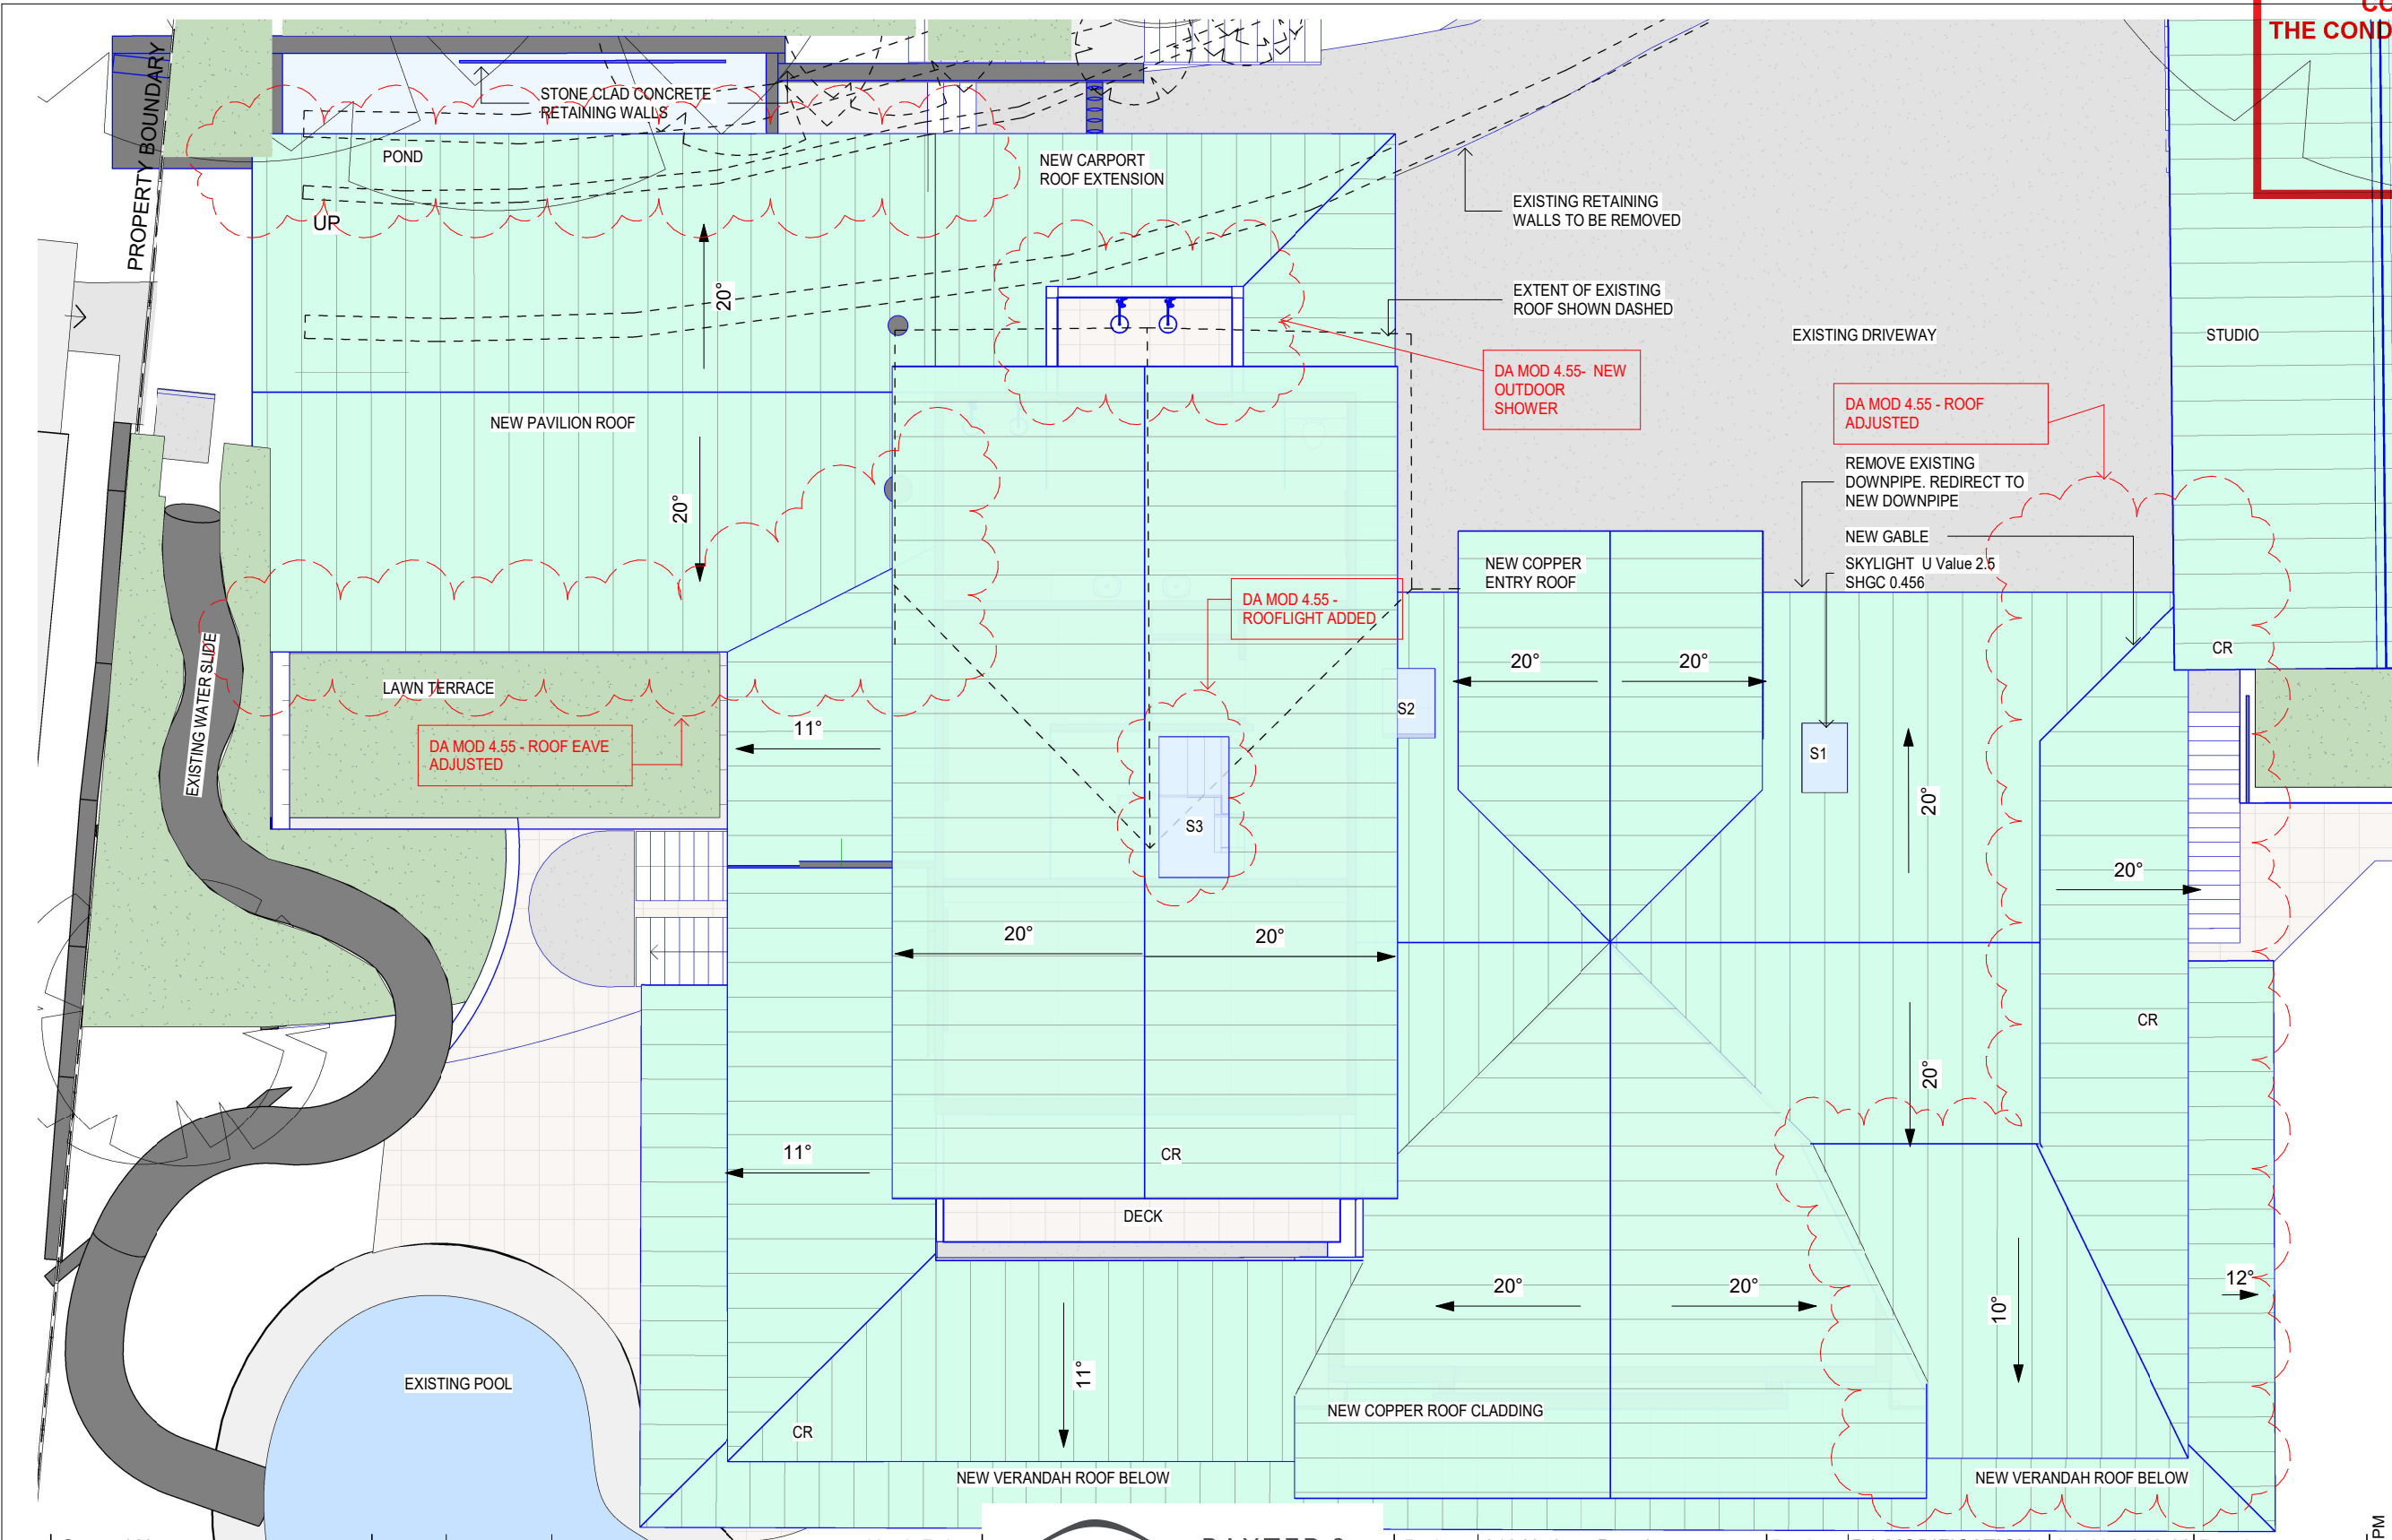 THE COND
PROPERTY BOUNDARY
STONE CLAD CONCRETE
RETAINING WALLS
POND
UP
NEW CARPORT
ROOF EXTENSION
EXISTING RETAINING
WALLS TO BE REMOVED
20°
EXTENT OF EXISTING
ROOF SHOWN DASHED
EXISTING DRIVEWAY
STUDIO
DA MOD 4.55- NEW
OUTDOOR
SHOWER
DA MOD 4.55 - ROOF
ADJUSTED
NEW PAVILION ROOF
20°
REMOVE EXISTING
DOWNPIPE. REDIRECT TO
NEW DOWNPIPE
NEW GABLE
SKYLIGHT U Value 2.5
SHGC 0.456
NEW COPPER
ENTRY ROOF
DA MOD 4.55 -
ROOFLIGHT ADDED
EXISTING WATER SLIDE
LAWN TERRACE
DA MOD 4.55 - ROOF EAVE
ADJUSTED
11°
20°
20°
CR
S2
S1
S3
20°
20°
20°
20°
CR
20°
11°
CR
DECK
20°
20°
10°
12°
EXISTING POOL
11°
CR
NEW COPPER ROOF CLADDING
NEW VERANDAH ROOF BELOW
NEW VERANDAH ROOF BELOW
PM